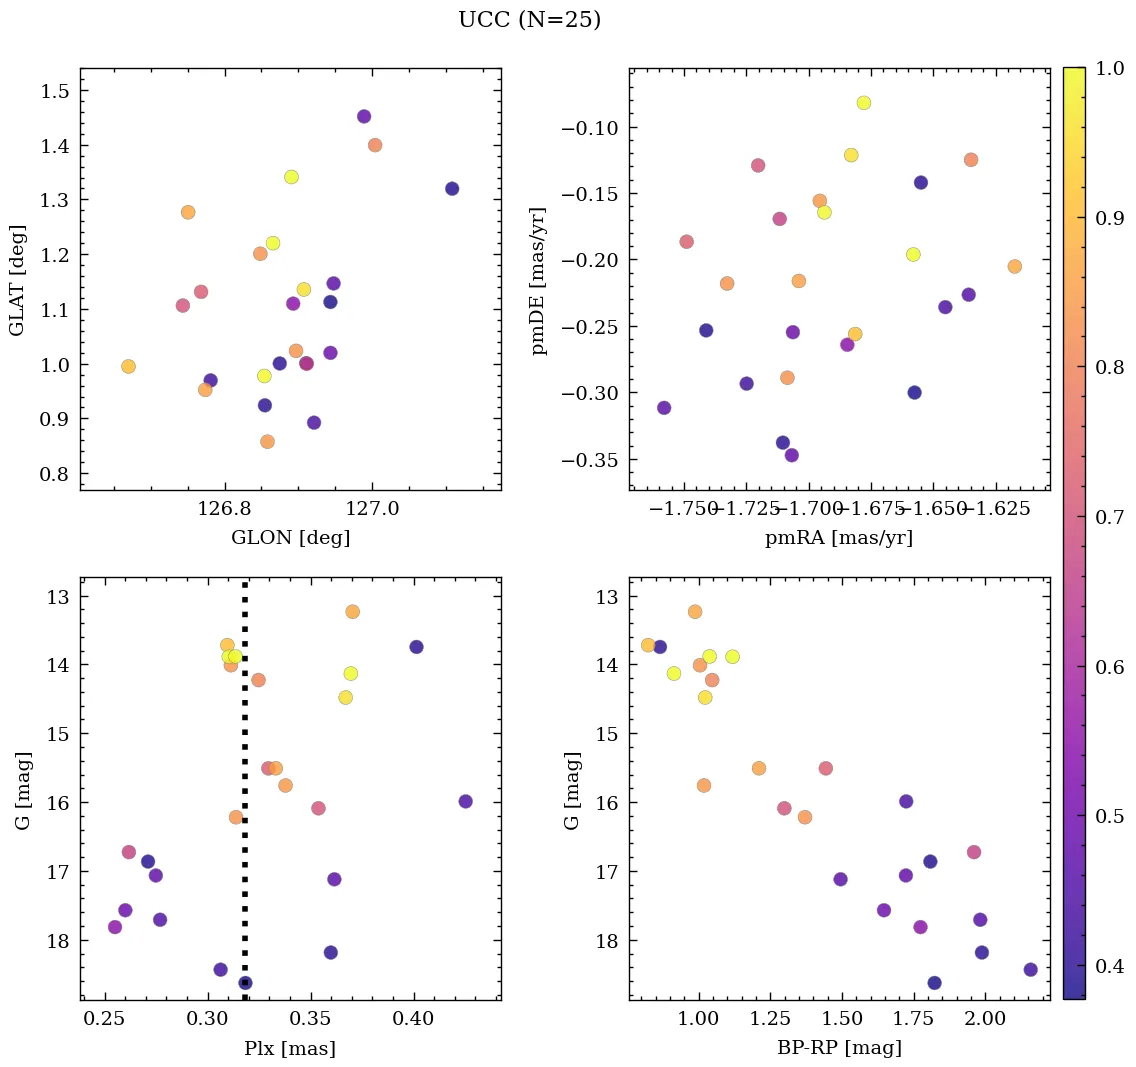 UCC (N=25)
1.5
1.4
1.3
1.2
1.1
1.0
0.9
0.8
GLAT [deg]
126.8 127.0
GLON [deg]
−0.10
−0.15
−0.20
−0.25
−0.30
−0.35
pmDE [mas/yr]
−1.750 −1.725 −1.700 −1.675 −1.650 −1.625
pmRA [mas/yr]
13
14
15
16
17
18
G [mag]
0.25 0.30 0.35 0.40
Plx [mas]
13
14
15
16
17
18
G [mag]
1.00 1.25 1.50 1.75 2.00
BP-RP [mag]
1.0
0.9
0.8
0.7
0.6
0.5
0.4